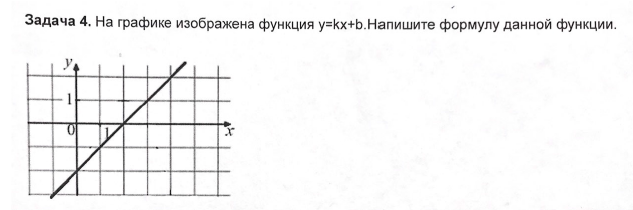 Задача 4. На графике изображена функция y=kx+b.Напишите формулу данной функции.
y
1
0
1
x